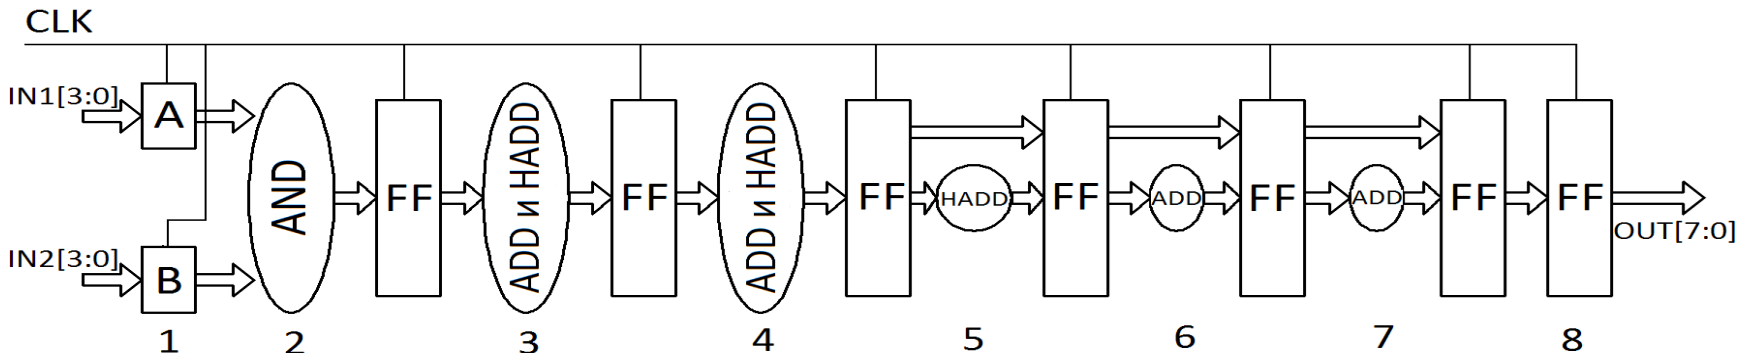 CLK
IN1[3:0]
A
IN2[3:0]
B
AND
FF
ADD и HADD
FF
ADD и HADD
FF
HADD
FF
ADD
FF
ADD
FF
FF
OUT[7:0]
1 2 3 4 5 6 7 8